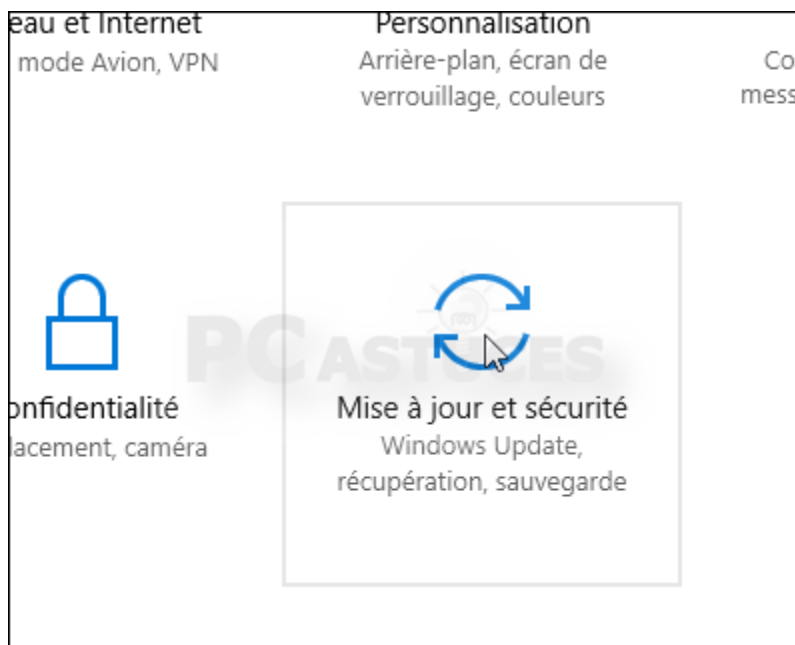 eau et Internet
mode Avion, VPN
Personnalisation
Arrière-plan, écran de
verrouillage, couleurs
Co
mess
PC ASTUCES
onfidentialité
lacement, caméra
Mise à jour et sécurité
Windows Update,
récupération, sauvegarde